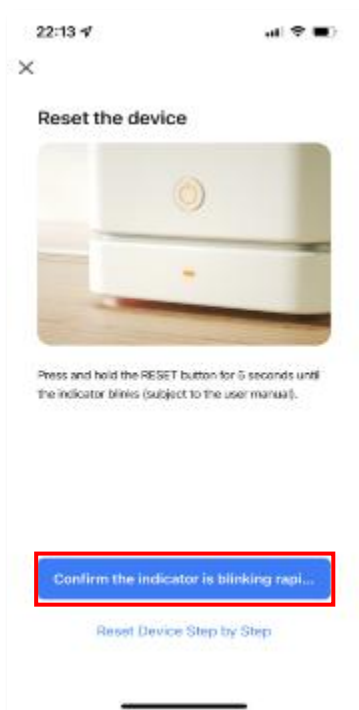 22:13
Reset the device
Press and hold the RESET button for 5 seconds until
the indicator blinks (subject to the user manual).
Confirm the indicator is blinking rapi...
Reset Device Step by Step